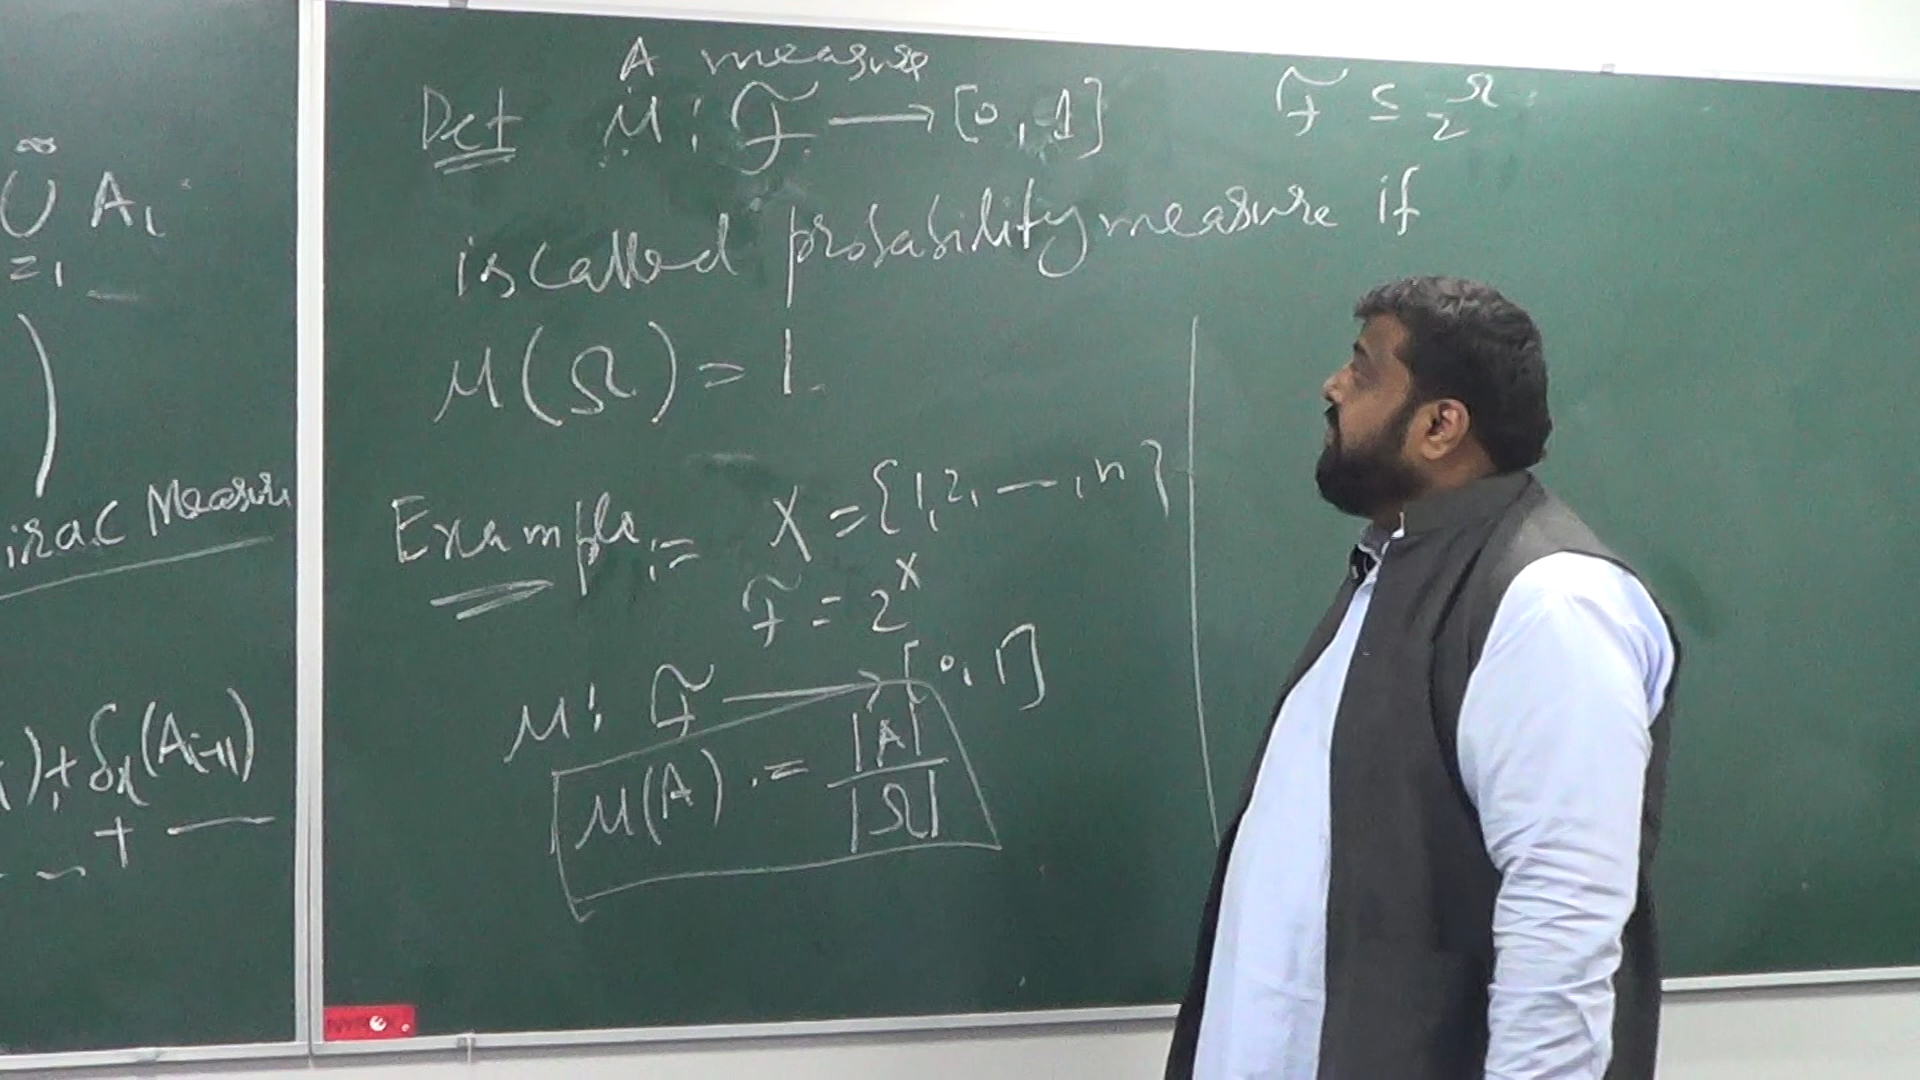 ∞
∪ A₁
=1
)
irac Measure
), + δₓ(Aᵢ₊₁)
+ —
A measure
Def μ : ℱ → [0, 1]
ℱ ⊆ 2^Ω
is called probability measure if
μ(Ω) = 1.
Example := X = {1, 2, —, n}
ℱ = 2^X
μ : ℱ → [0, 1]
μ(A) := |A| / |Ω|